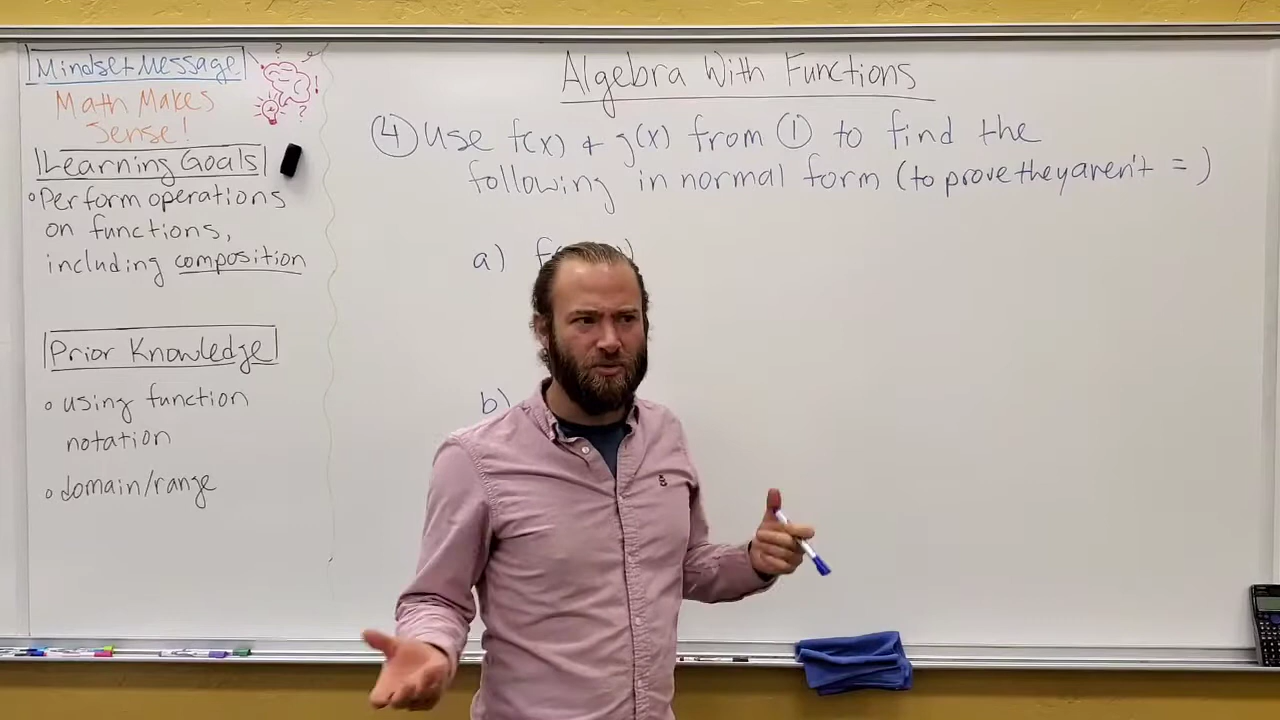 Mindset Message
Math Makes
Sense!
Learning Goals
Perform operations
on functions,
including composition
Prior Knowledge
using function
notation
domain/range
Algebra With Functions
④ Use f(x) + g(x) from ① to find the
following in normal form (to prove they aren't = )
a)
b)